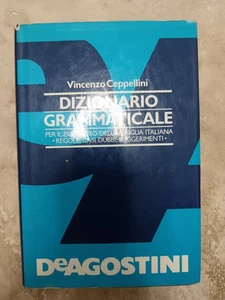 Vincenzo Ceppellini
DIZIONARIO
GRAMMATICALE
PER IL BUON USO DELLA LINGUA ITALIANA
• REGOLE, CASI, DUBBI, SUGGERIMENTI •
DEAGOSTINI